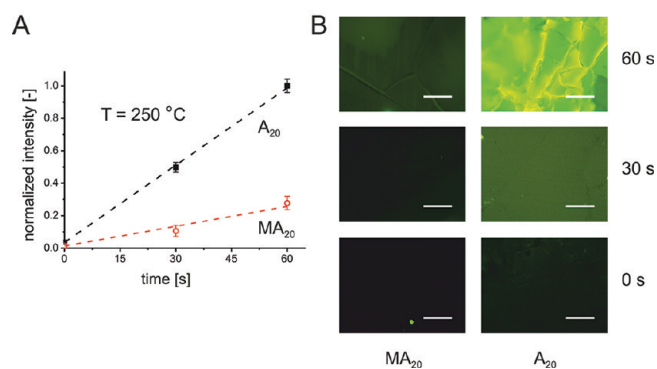 A
B
normalized intensity [-]
1.0
0.8
0.6
0.4
0.2
0.0
T = 250 °C
A₂₀
MA₂₀
0
15
30
45
60
time [s]
60 s
30 s
0 s
MA₂₀
A₂₀